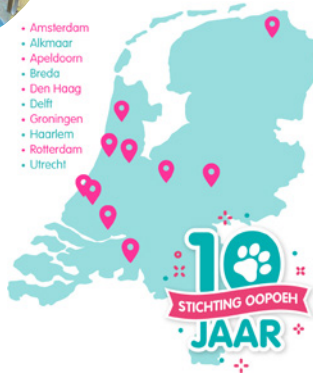 • Amsterdam
• Alkmaar
• Apeldoorn
• Breda
• Den Haag
• Delft
• Groningen
• Haarlem
• Rotterdam
• Utrecht
10
STICHTING OOPOEH
JAAR